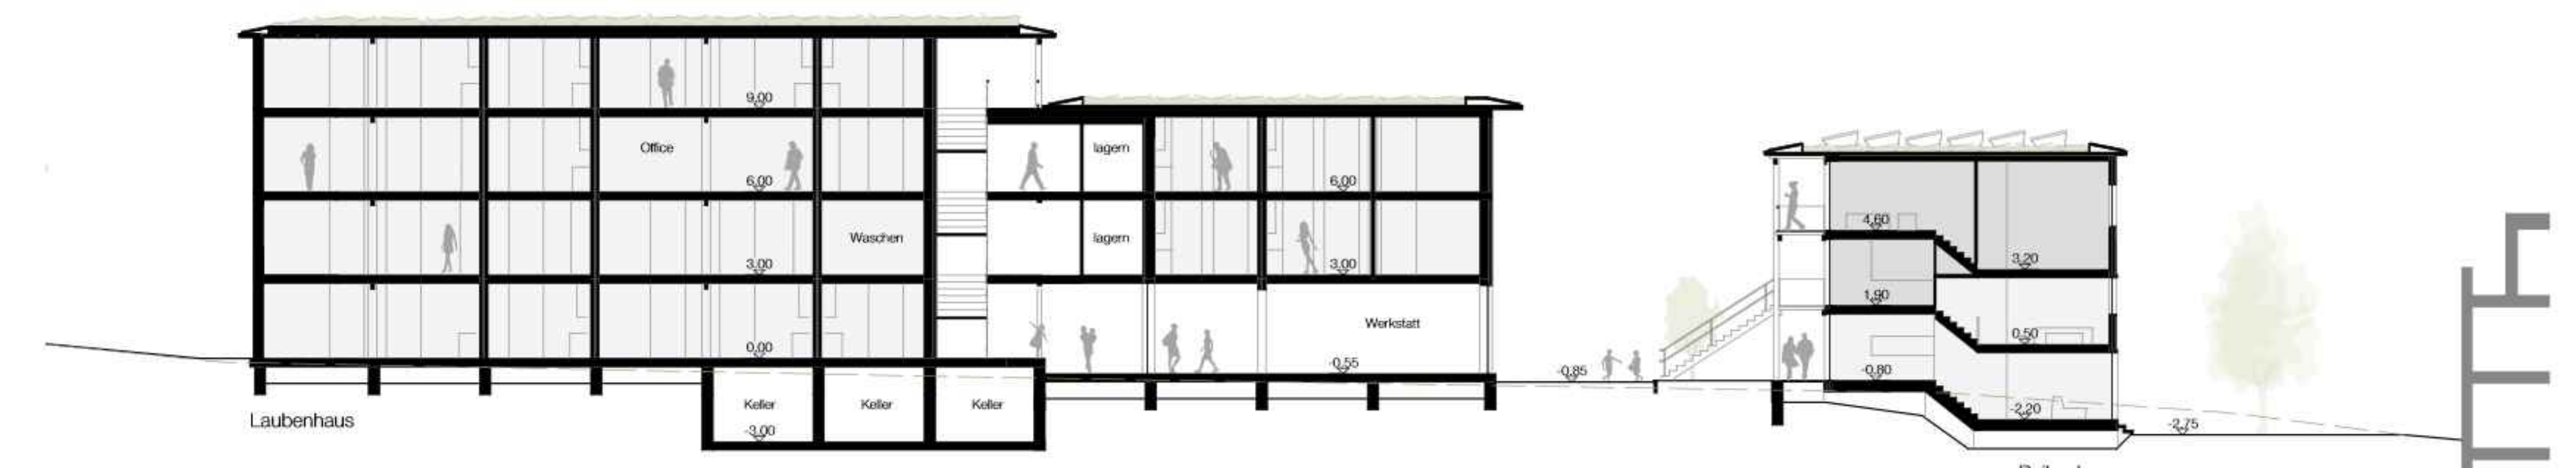 9,00
Office
lagern
6,00
6,00
4,60
Waschen
lagern
3,00
3,00
3,20
1,90
Werkstatt
0,50
0,00
-0,55
-0,85
-0,80
Keller
Keller
Keller
-2,20
Laubenhaus
-3,00
-2,75